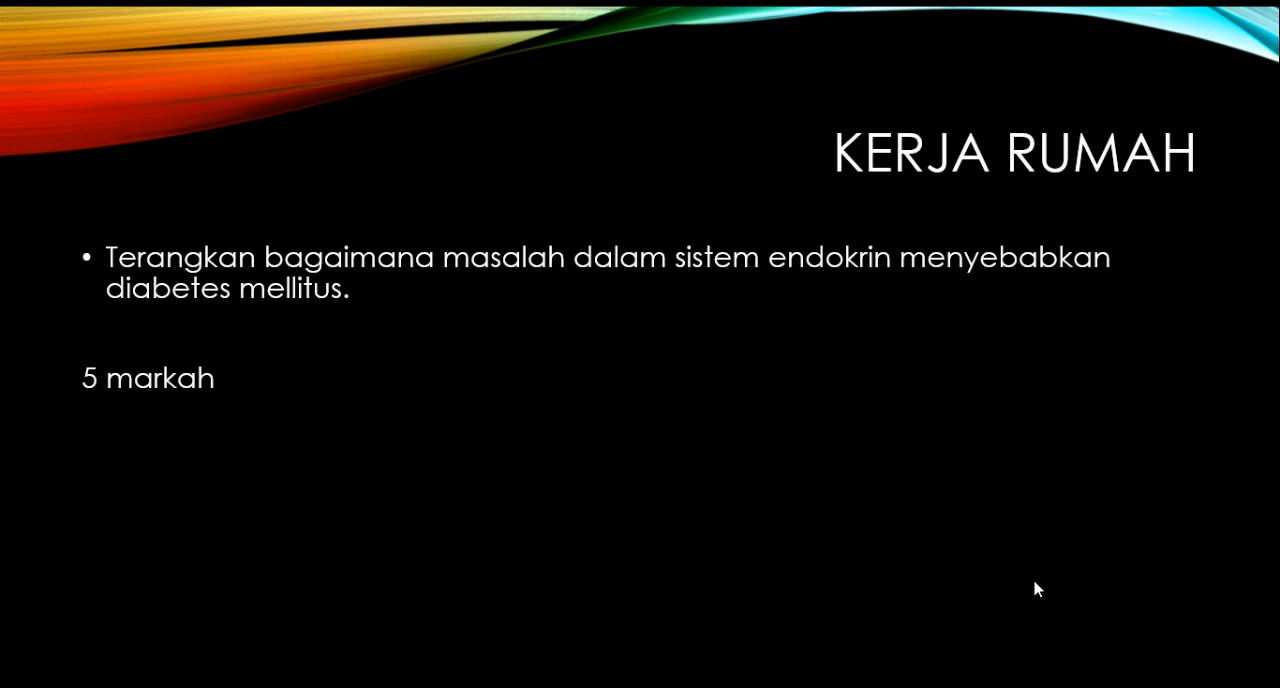 KERJA RUMAH
• Terangkan bagaimana masalah dalam sistem endokrin menyebabkan
diabetes mellitus.
5 markah